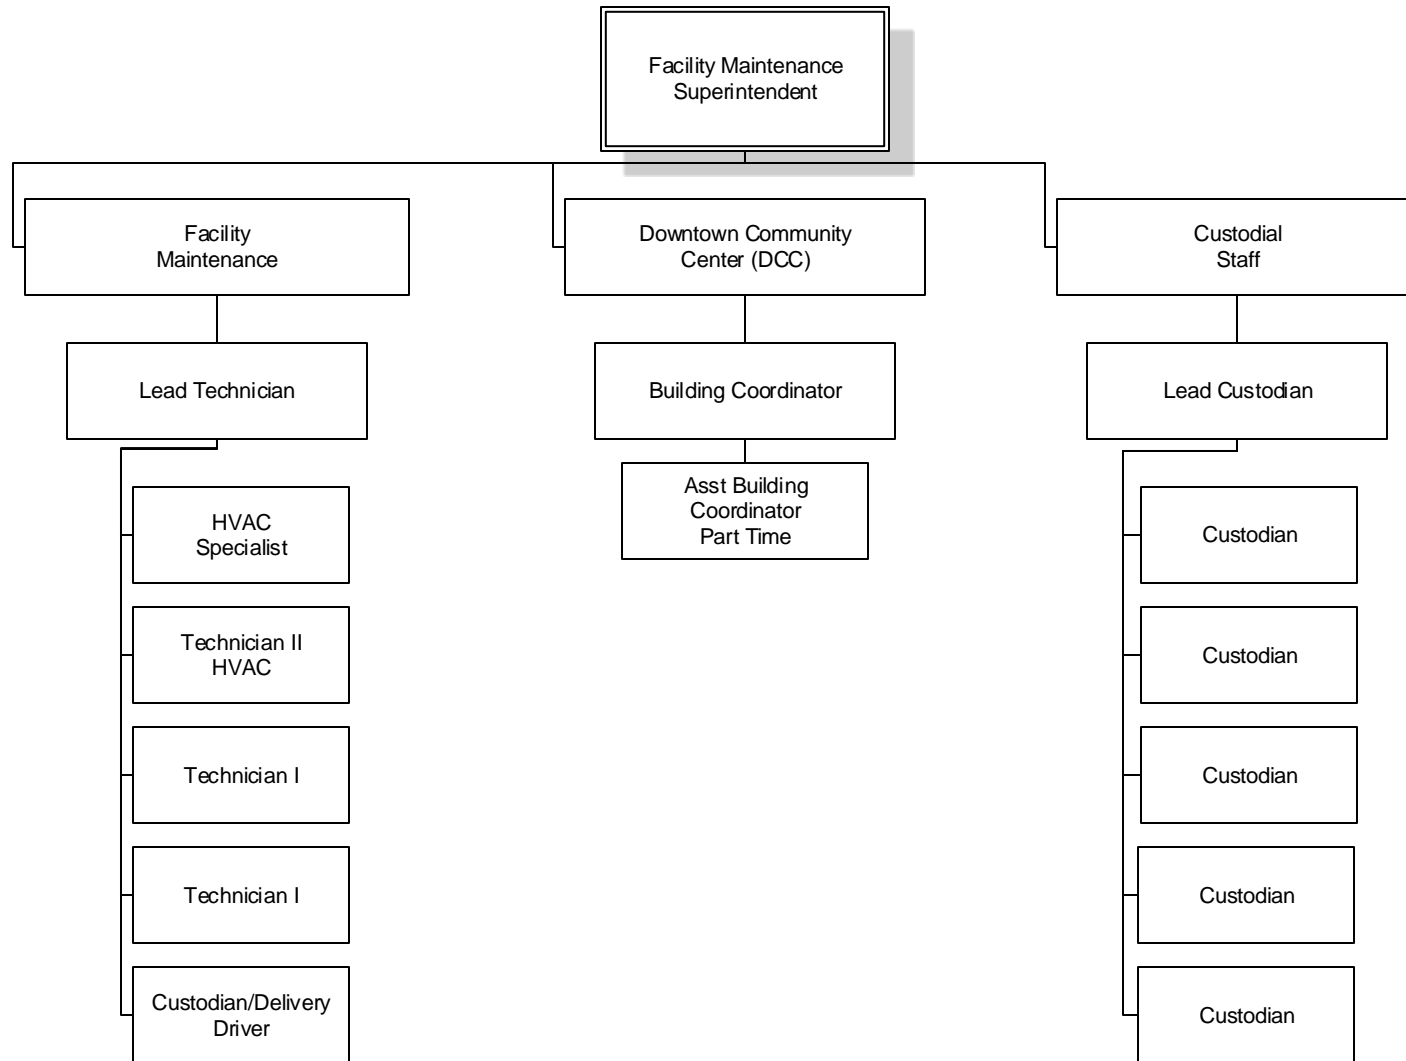 Facility Maintenance
Superintendent
Facility
Maintenance
Downtown Community
Center (DCC)
Custodial
Staff
Lead Technician
Building Coordinator
Lead Custodian
HVAC
Specialist
Technician II
HVAC
Technician I
Technician I
Custodian/Delivery
Driver
Asst Building
Coordinator
Part Time
Custodian
Custodian
Custodian
Custodian
Custodian